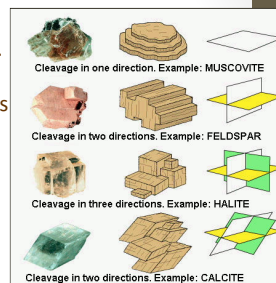 Cleavage in one direction. Example: MUSCOVITE
s
Cleavage in two directions. Example: FELDSPAR
Cleavage in three directions. Example: HALITE
Cleavage in two directions. Example: CALCITE